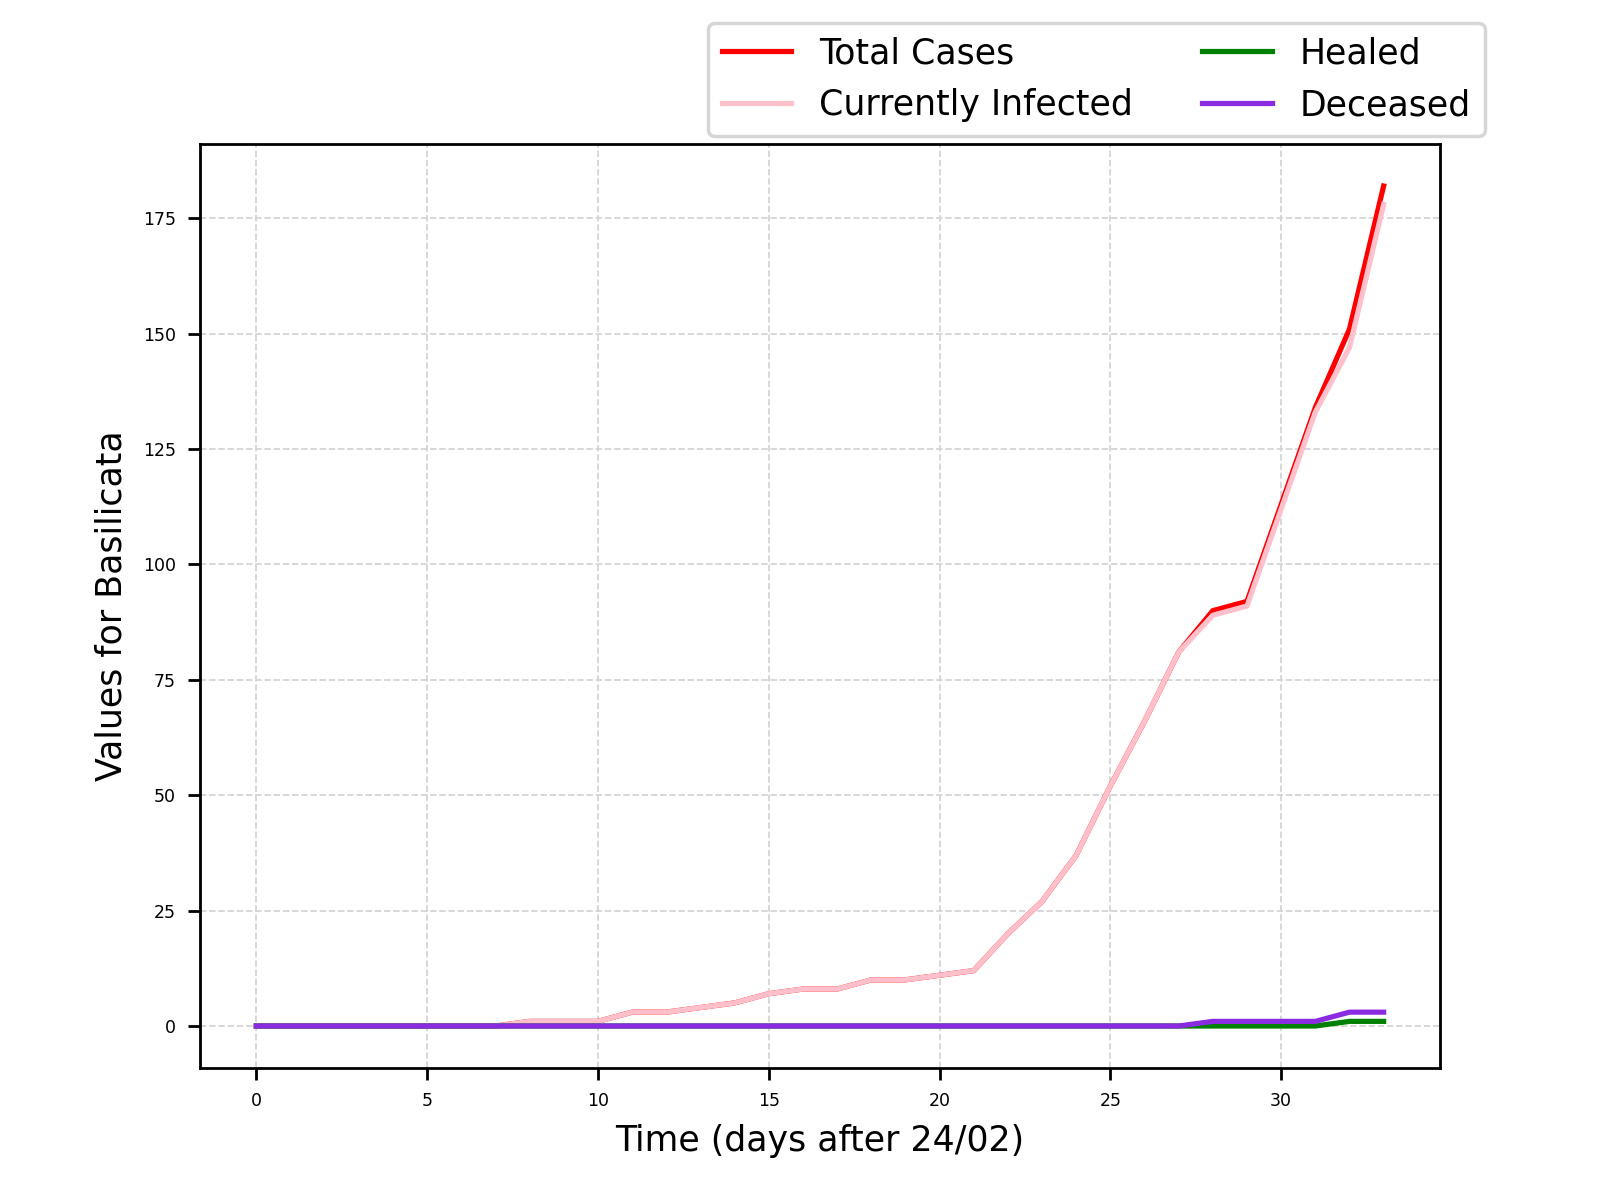 Total Cases
Currently Infected
Healed
Deceased
175
150
125
100
75
50
25
0
Values for Basilicata
0 5 10 15 20 25 30
Time (days after 24/02)